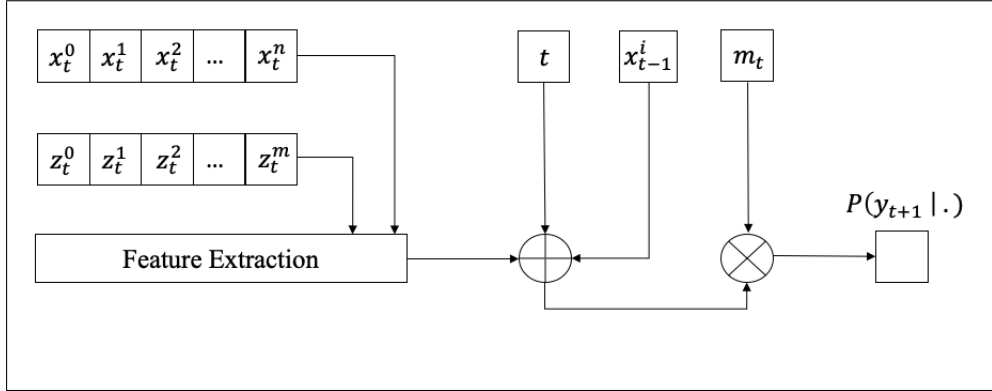 x_t^0 x_t^1 x_t^2 ... x_t^n
t
x_{t-1}^i
m_t
z_t^0 z_t^1 z_t^2 ... z_t^m
P(y_{t+1} | .)
Feature Extraction